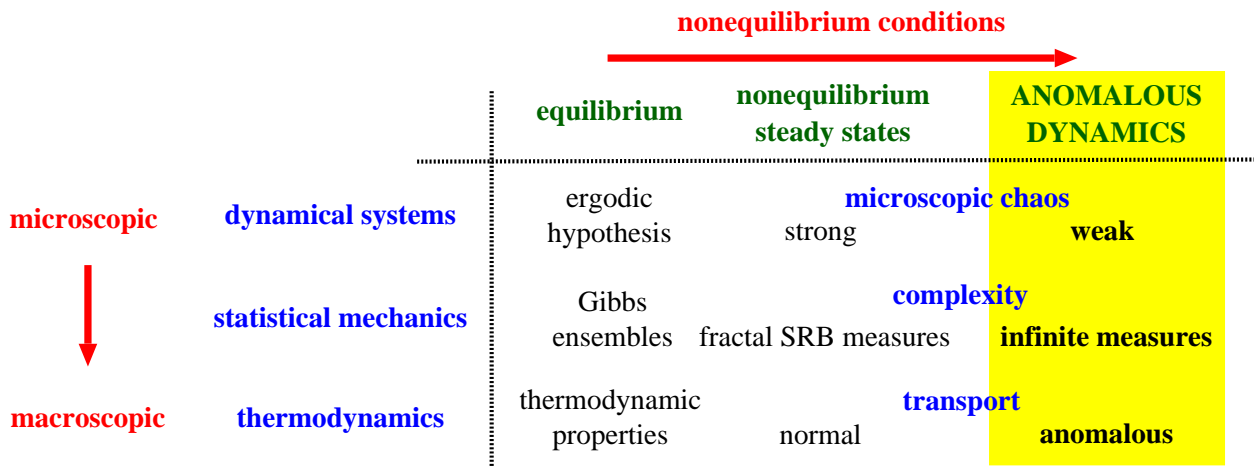 nonequilibrium conditions
equilibrium
nonequilibrium
steady states
ANOMALOUS
DYNAMICS
microscopic
dynamical systems
ergodic
hypothesis
microscopic chaos
strong
weak
statistical mechanics
Gibbs
ensembles
complexity
fractal SRB measures
infinite measures
macroscopic
thermodynamics
thermodynamic
properties
transport
normal
anomalous